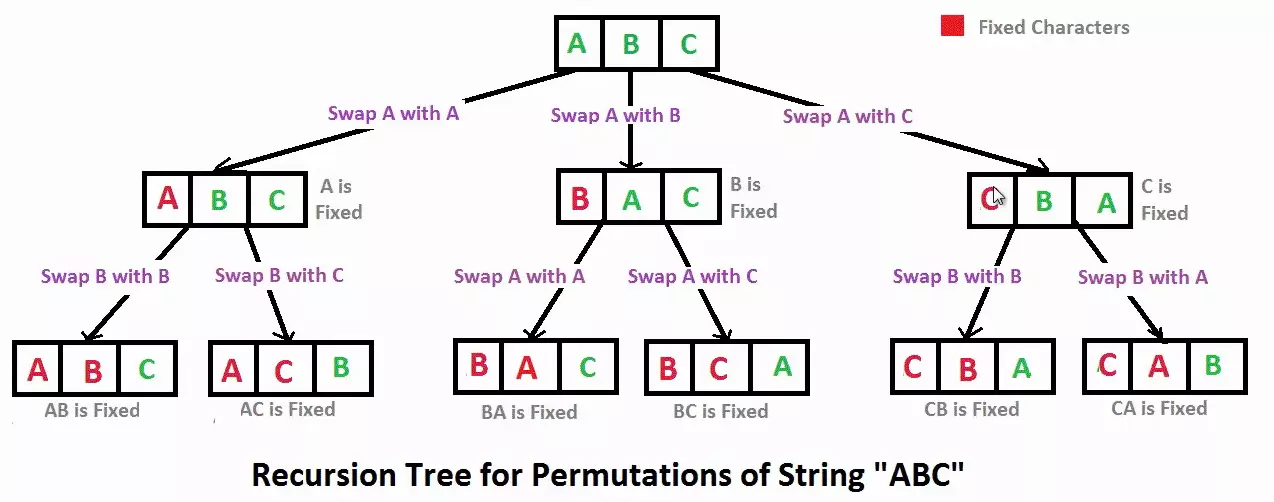 A B C
Fixed Characters
Swap A with A
Swap A with B
Swap A with C
A B C
A is
Fixed
B A C
B is
Fixed
C B A
C is
Fixed
Swap B with B
Swap B with C
Swap A with A
Swap A with C
Swap B with B
Swap B with A
A B C
A C B
B A C
B C A
C B A
C A B
AB is Fixed
AC is Fixed
BA is Fixed
BC is Fixed
CB is Fixed
CA is Fixed
Recursion Tree for Permutations of String "ABC"